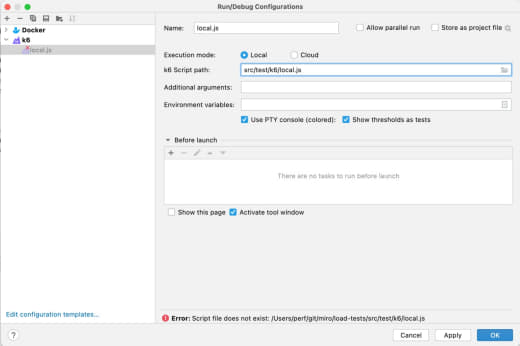 Run/Debug Configurations
Docker
k6
local.js
Name: local.js Allow parallel run Store as project file
Execution mode: Local Cloud
k6 Script path: src/test/k6/local.js
Additional arguments:
Environment variables:
Use PTY console (colored): Show thresholds as tests
Before launch
There are no tasks to run before launch
Show this page Activate tool window
Edit configuration templates...
Error: Script file does not exist: /Users/perf/git/miro/load-tests/src/test/k6/local.js
? Cancel Apply OK